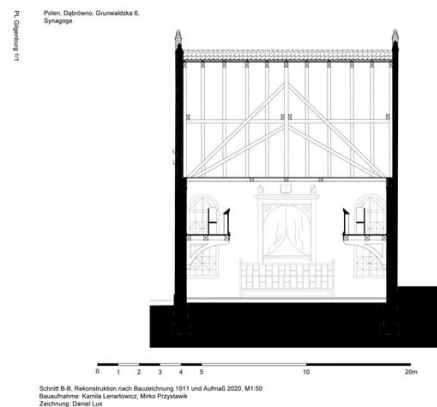 Polen, Dąbrówno, Grunwaldzka 6,
Synagoge
PL Gilgenburg 1/1
0 1 2 3 4 5 10 20m
Schnitt B-B, Rekonstruktion nach Bauzeichnung 1911 und Aufmaß 2020, M1:50
Bauaufnahme: Kamila Lenartowicz, Mirko Przystawik
Zeichnung: Daniel Lux